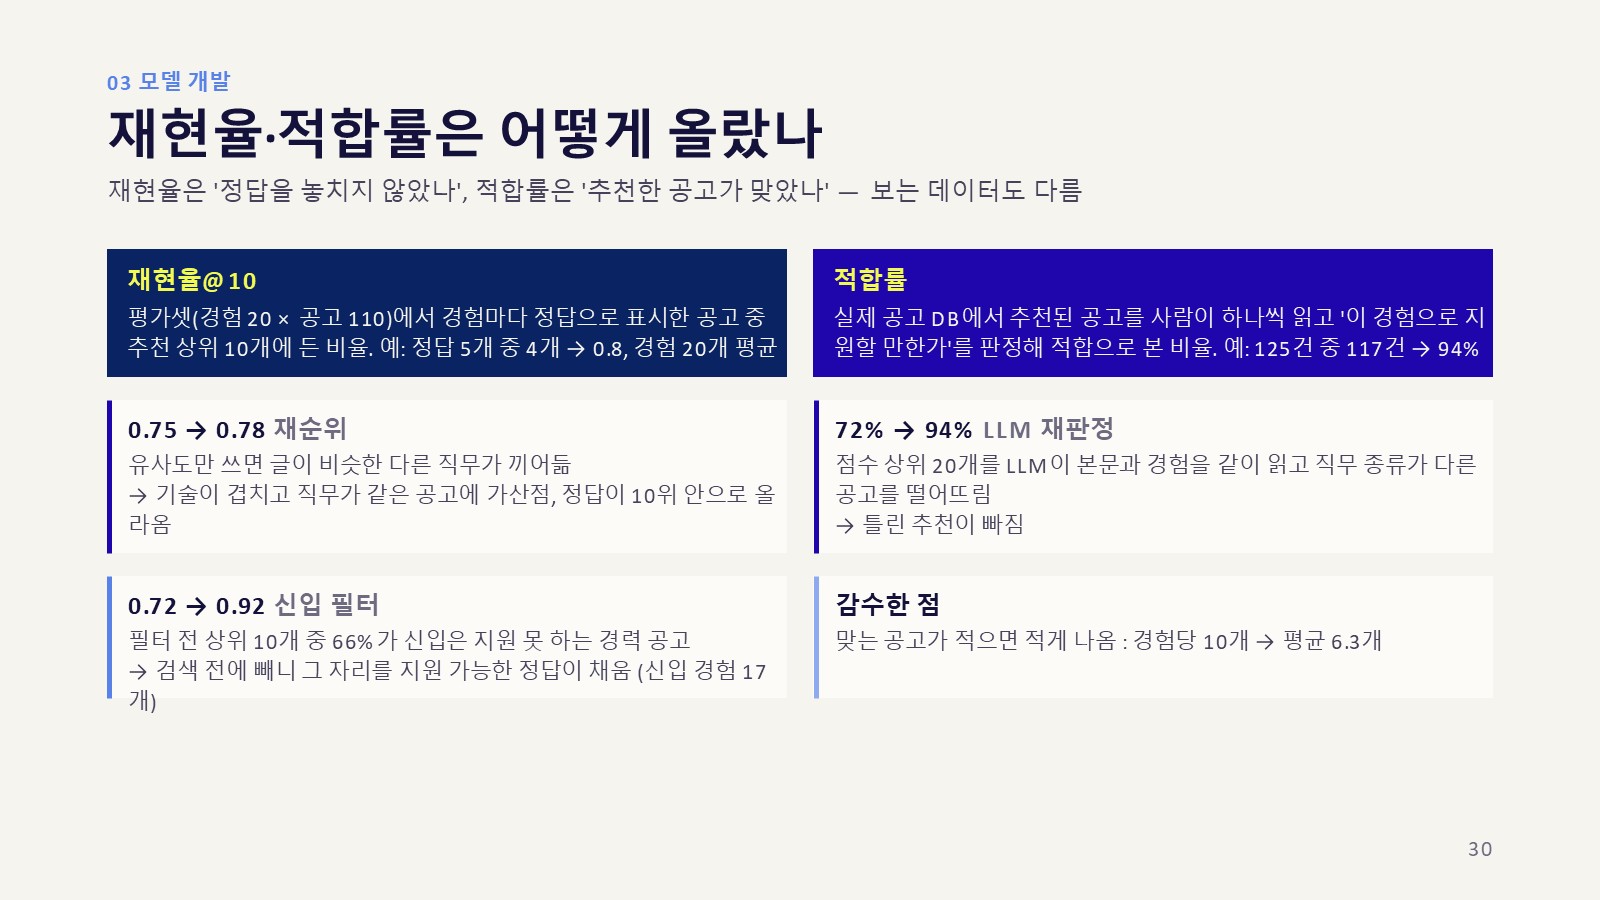 03 모델 개발
재현율·적합률은 어떻게 올랐나
재현율은 '정답을 놓치지 않았나', 적합률은 '추천한 공고가 맞았나' — 보는 데이터도 다름
재현율@10
평가셋(경험 20 × 공고 110)에서 경험마다 정답으로 표시한 공고 중
추천 상위 10개에 든 비율. 예: 정답 5개 중 4개 → 0.8, 경험 20개 평균
적합률
실제 공고 DB에서 추천된 공고를 사람이 하나씩 읽고 '이 경험으로 지
원할 만한가'를 판정해 적합으로 본 비율. 예: 125건 중 117건 → 94%
0.75 → 0.78 재순위
유사도만 쓰면 글이 비슷한 다른 직무가 끼어듦
→ 기술이 겹치고 직무가 같은 공고에 가산점, 정답이 10위 안으로 올
라옴
72% → 94% LLM 재판정
점수 상위 20개를 LLM이 본문과 경험을 같이 읽고 직무 종류가 다른
공고를 떨어뜨림
→ 틀린 추천이 빠짐
0.72 → 0.92 신입 필터
필터 전 상위 10개 중 66%가 신입은 지원 못 하는 경력 공고
→ 검색 전에 빼니 그 자리를 지원 가능한 정답이 채움 (신입 경험 17
개)
감수한 점
맞는 공고가 적으면 적게 나옴 : 경험당 10개 → 평균 6.3개
30